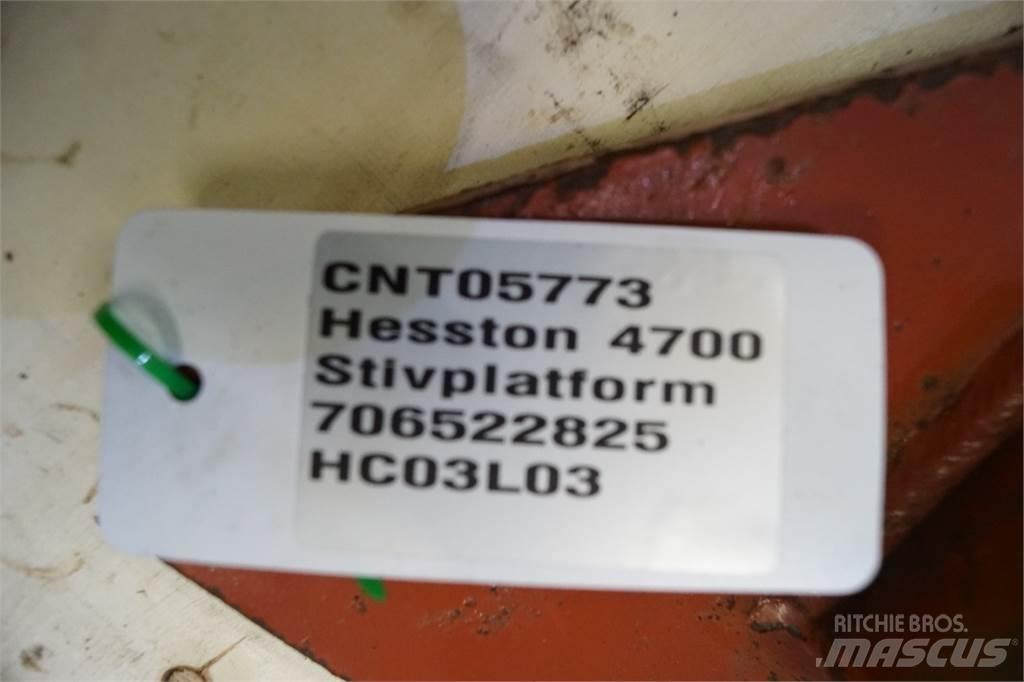 CNT05773
Hesston 4700
Stivplatform
706522825
HC03L03
RITCHIE BROS.
MASCUS